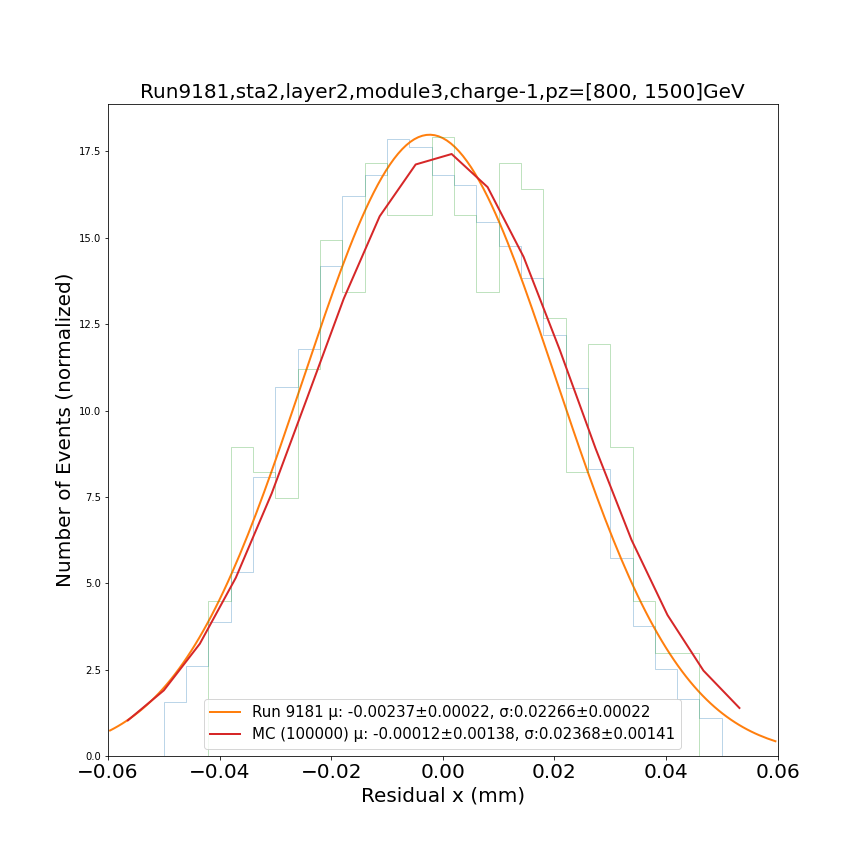 Run9181,sta2,layer2,module3,charge-1,pz=[800, 1500]GeV
Number of Events (normalized)
17.5
15.0
12.5
10.0
7.5
5.0
2.5
0.0
Run 9181 μ: -0.00237±0.00022, σ:0.02266±0.00022
MC (100000) μ: -0.00012±0.00138, σ:0.02368±0.00141
−0.06 −0.04 −0.02 0.00 0.02 0.04 0.06
Residual x (mm)